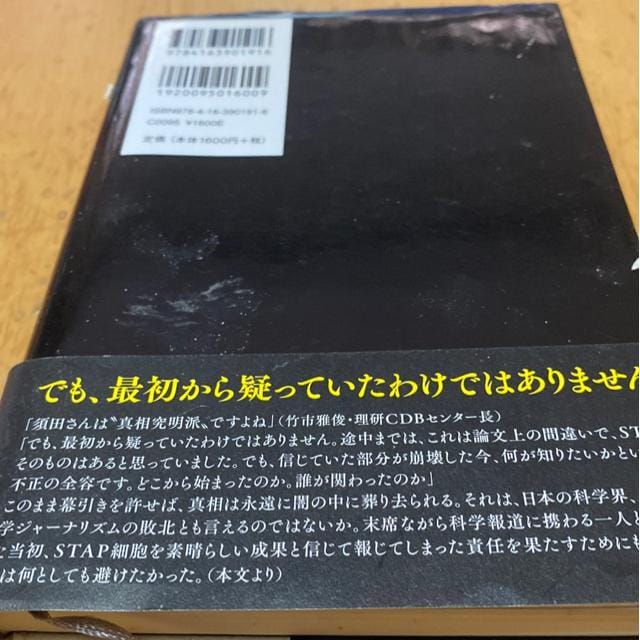 9784163901916
1920095016009
ISBN978-4-16-390191-6
C0095 ¥1600E
定価(本体1600円+税)
でも、最初から疑っていたわけではありません
「須田さんは〝真相究明派〟ですよね」(竹市雅俊・理研CDBセンター長)
「でも、最初から疑っていたわけではありません。途中までは、これは論文上の間違いで、ST
そのものはあると思っていました。でも、信じていた部分が崩壊した今、何が知りたいかとい
不正の全容です。どこから始まったのか。誰が関わったのか」
このまま幕引きを許せば、真相は永遠に闇の中に葬り去られる。それは、日本の科学界、
学ジャーナリズムの敗北とも言えるのではないか。末席ながら科学報道に携わる一人と
に当初、STAP細胞を素晴らしい成果と信じて報じてしまった責任を果たすためにも
は何としても避けたかった。(本文より)